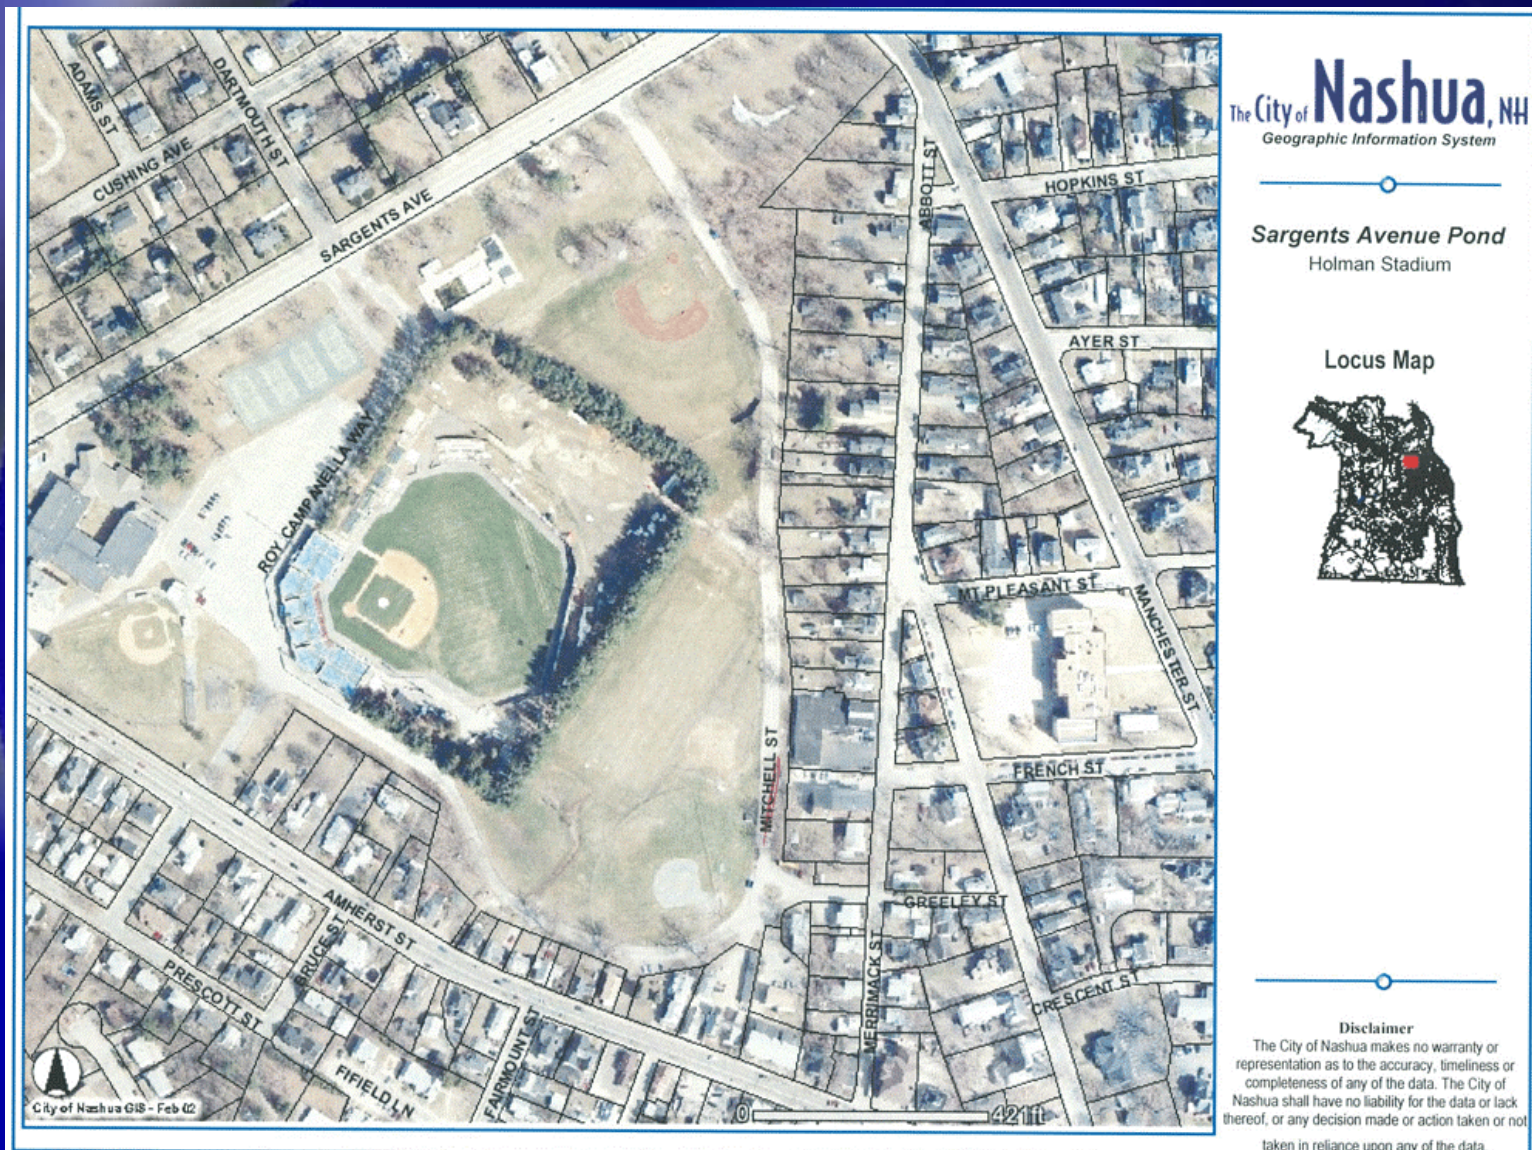 ADAMS ST
DARTMOUTH ST
CUSHING AVE
SARGENTS AVE
ABBOTT ST
HOPKINS ST
AYER ST
ROY CAMPANELLA WAY
MT PLEASANT ST
MANCHESTER ST
MITCHELL ST
FRENCH ST
GREELEY ST
AMHERST ST
BRUCE ST
PRESCOTT ST
MERRIMACK ST
CRESCENT ST
FAIRMOUNT ST
FIFIELD LN
City of Nashua GIS - Feb 02
0 421ft
The City of Nashua, NH
Geographic Information System
Sargents Avenue Pond
Holman Stadium
Locus Map
Disclaimer
The City of Nashua makes no warranty or
representation as to the accuracy, timeliness or
completeness of any of the data. The City of
Nashua shall have no liability for the data or lack
thereof, or any decision made or action taken or not
taken in reliance upon any of the data